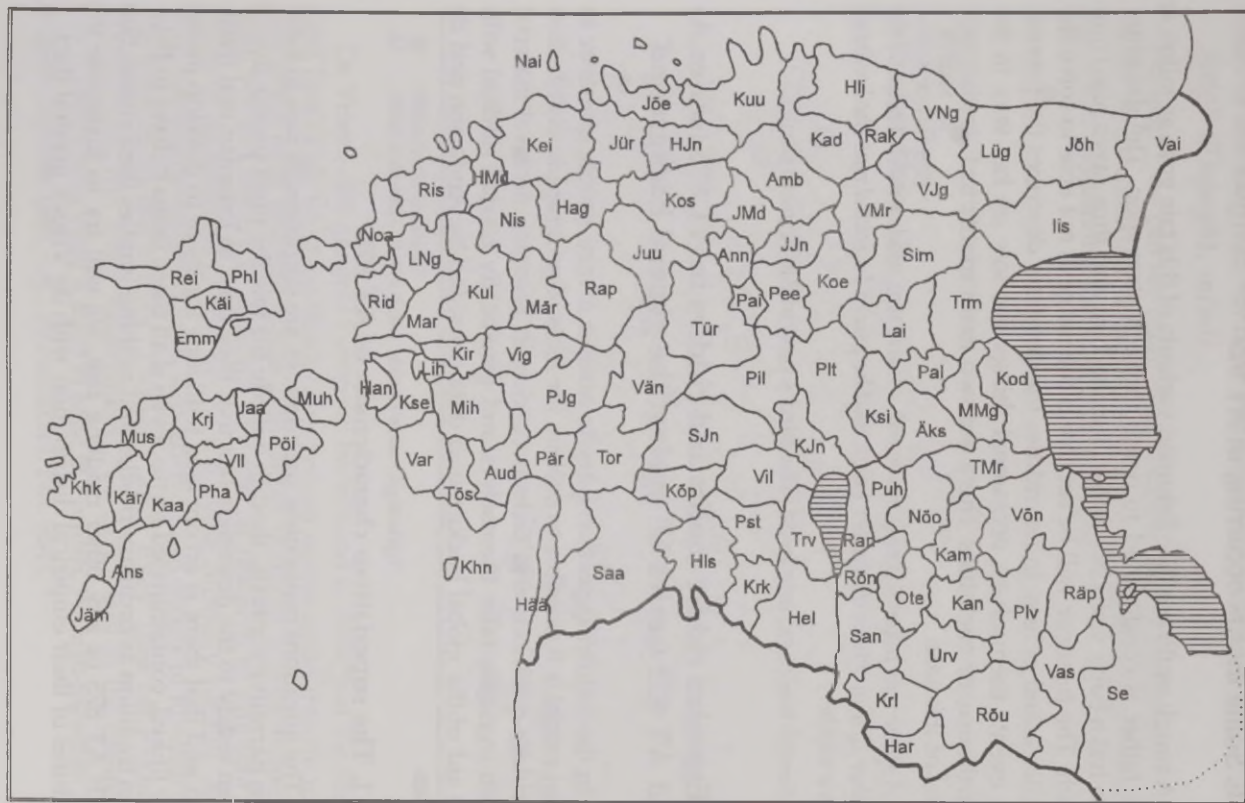 Nai
Jõe
Kuu
Hlj
VNg
Kei
Jür
HJn
Kad
Rak
Lüg
Jõh
Vai
Ris
HMd
Amb
VJg
Nis
Hag
Kos
JMd
VMr
Iis
Noa
LNg
Juu
Ann
JJn
Sim
Rei
Phl
Käi
Rid
Mar
Kul
Mär
Rap
Tür
Pai
Pee
Koe
Trm
Emm
Lai
Kir
Vig
Lih
Han
Kse
Mih
PJg
Vän
Pil
Plt
Pal
Kod
Muh
Ksi
MMg
Äks
Krj
Jaa
Mus
Põi
Vll
Var
Aud
Pär
Tor
SJn
KJn
TMr
Khk
Kär
Kaa
Pha
Tõs
Kõp
Vil
Puh
Nõo
Võn
Pst
Trv
Ran
Ans
Khn
Saa
Hls
Kam
Rõn
Jäm
Hää
Krk
Hel
Ote
Kan
Plv
Räp
San
Urv
Vas
Se
Krl
Rõu
Har